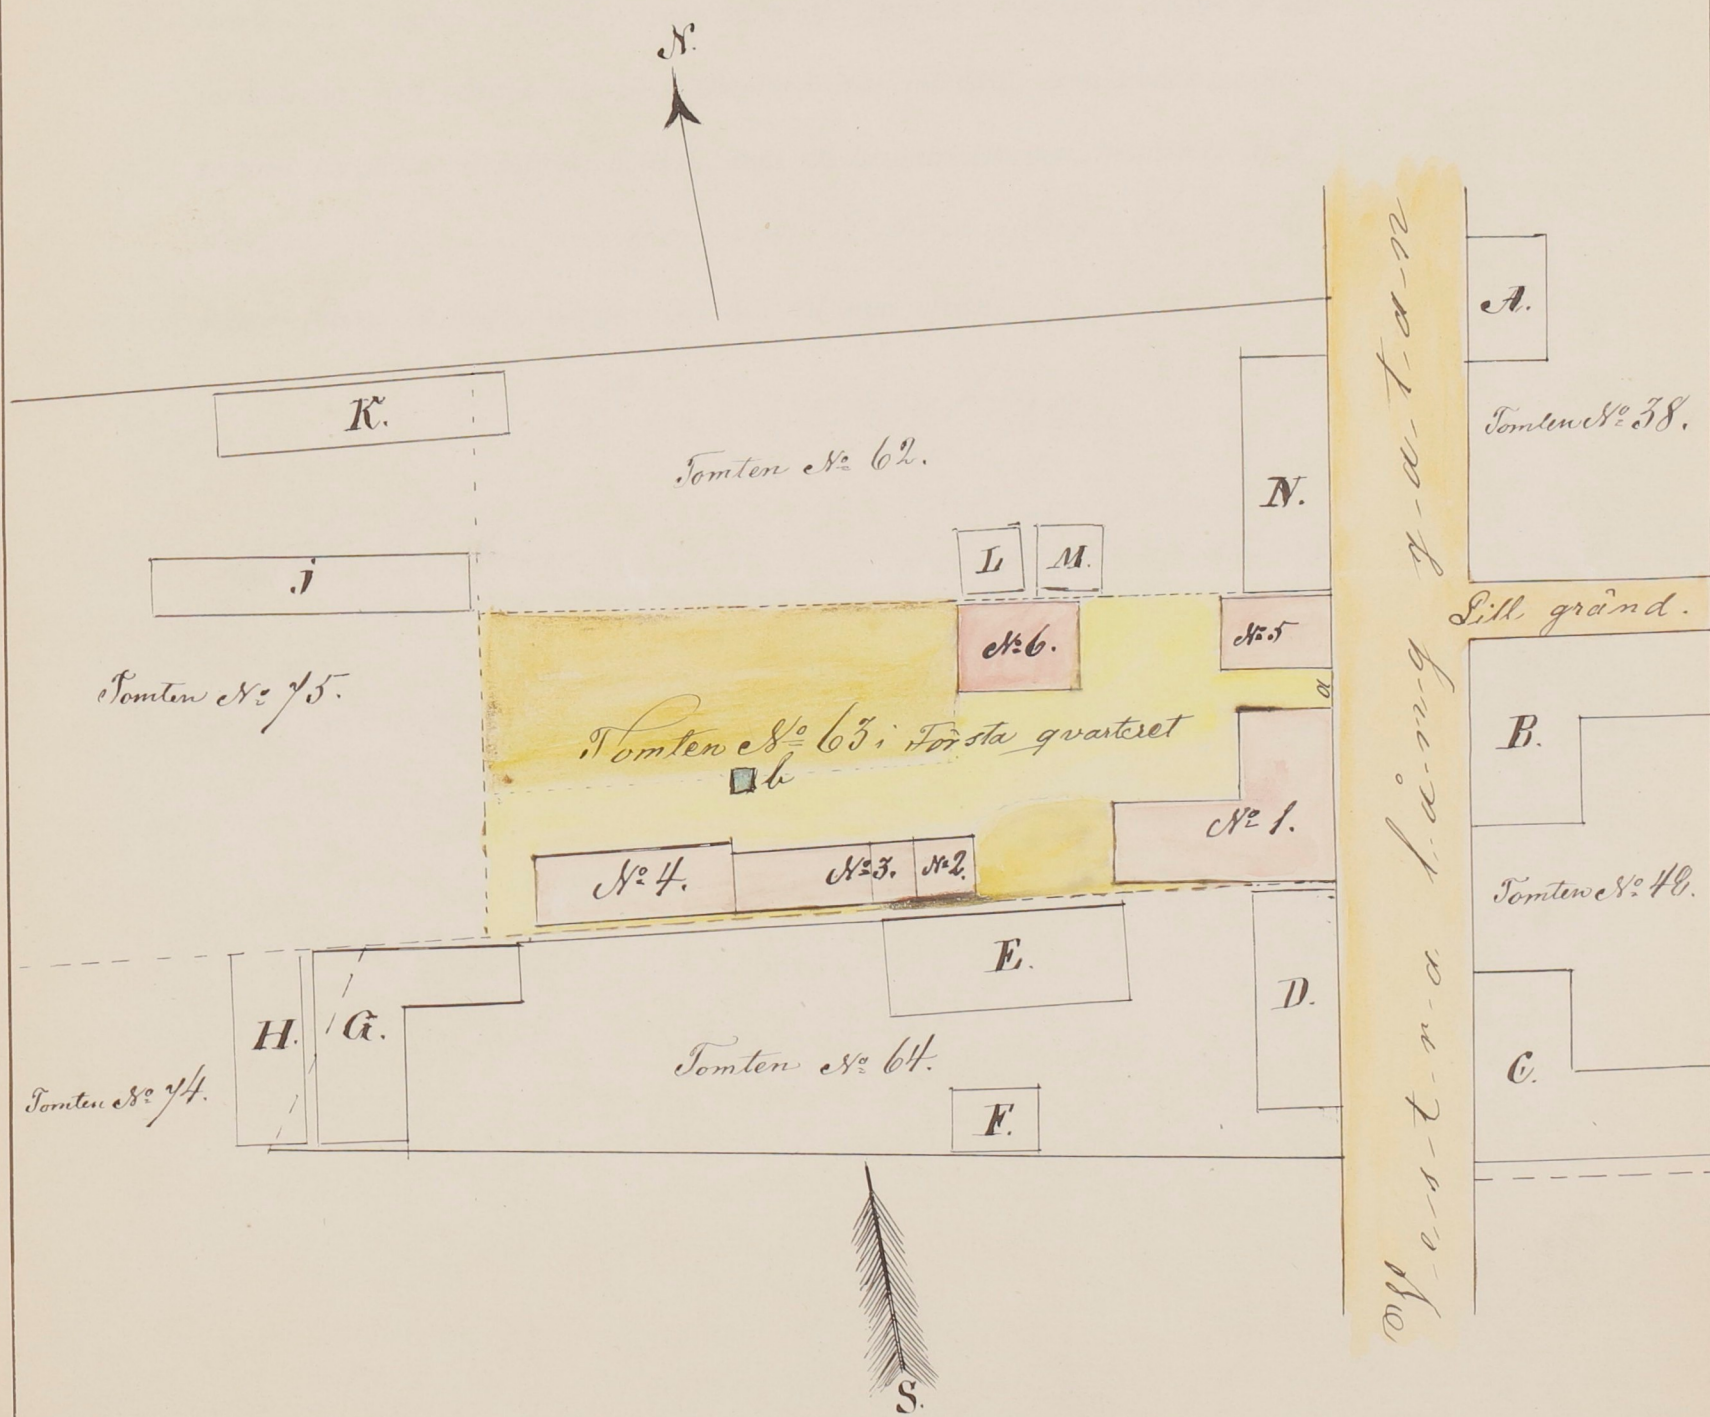 N.
A.
K.
Tomten No 38.
Tomten No 62.
N.
L
M.
j
Lill gränd.
No 6.
No 5
a
Tomten No 75.
Tomten No 63 i Första qvarteret
b
B.
No 1.
No 4.
No 3.
No 2.
Tomten No 48.
E.
D.
H.
G.
Tomten No 64.
C.
Tomten No 74.
F.
Vestra långgatan
S.